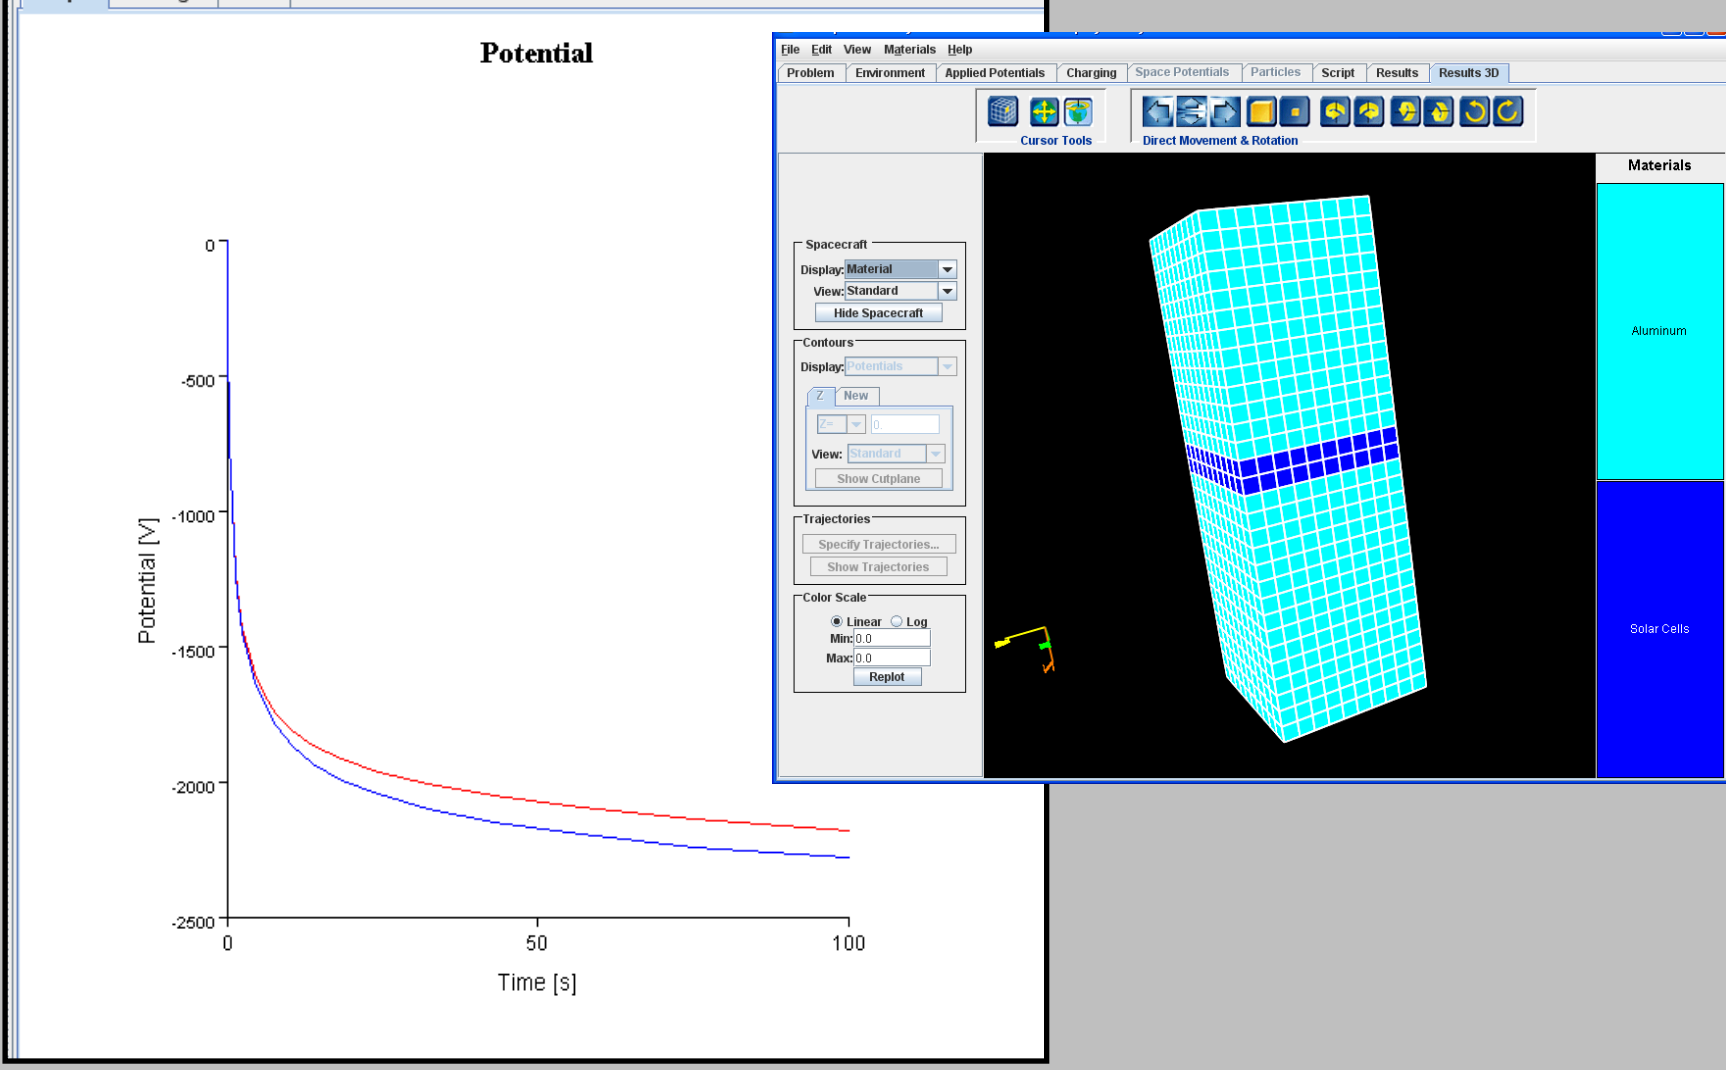 Potential
0
-500
-1000
-1500
-2000
-2500
Potential [V]
0 50 100
Time [s]
File Edit View Materials Help
Problem Environment Applied Potentials Charging Space Potentials Particles Script Results Results 3D
Cursor Tools Direct Movement & Rotation
Materials
Aluminum
Solar Cells
Spacecraft
Display: Material
View: Standard
Hide Spacecraft
Contours
Display: Potentials
Z New
Z= 0.
View: Standard
Show Cutplane
Trajectories
Specify Trajectories...
Show Trajectories
Color Scale
Linear Log
Min: 0.0
Max: 0.0
Replot